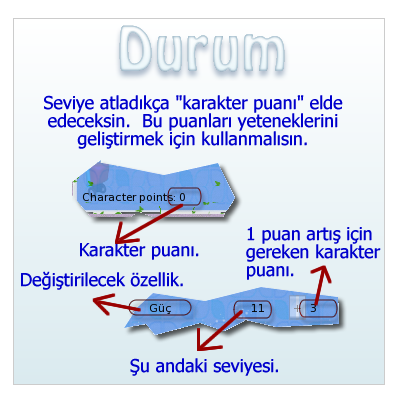 Durum
Seviye atladıkça "karakter puanı" elde
edeceksin. Bu puanları yeteneklerini
geliştirmek için kullanmalısın.
Character points: 0
Karakter puanı.
1 puan artış için
gereken karakter
puanı.
Değiştirilecek özellik.
Güç 11 + 3
Şu andaki seviyesi.